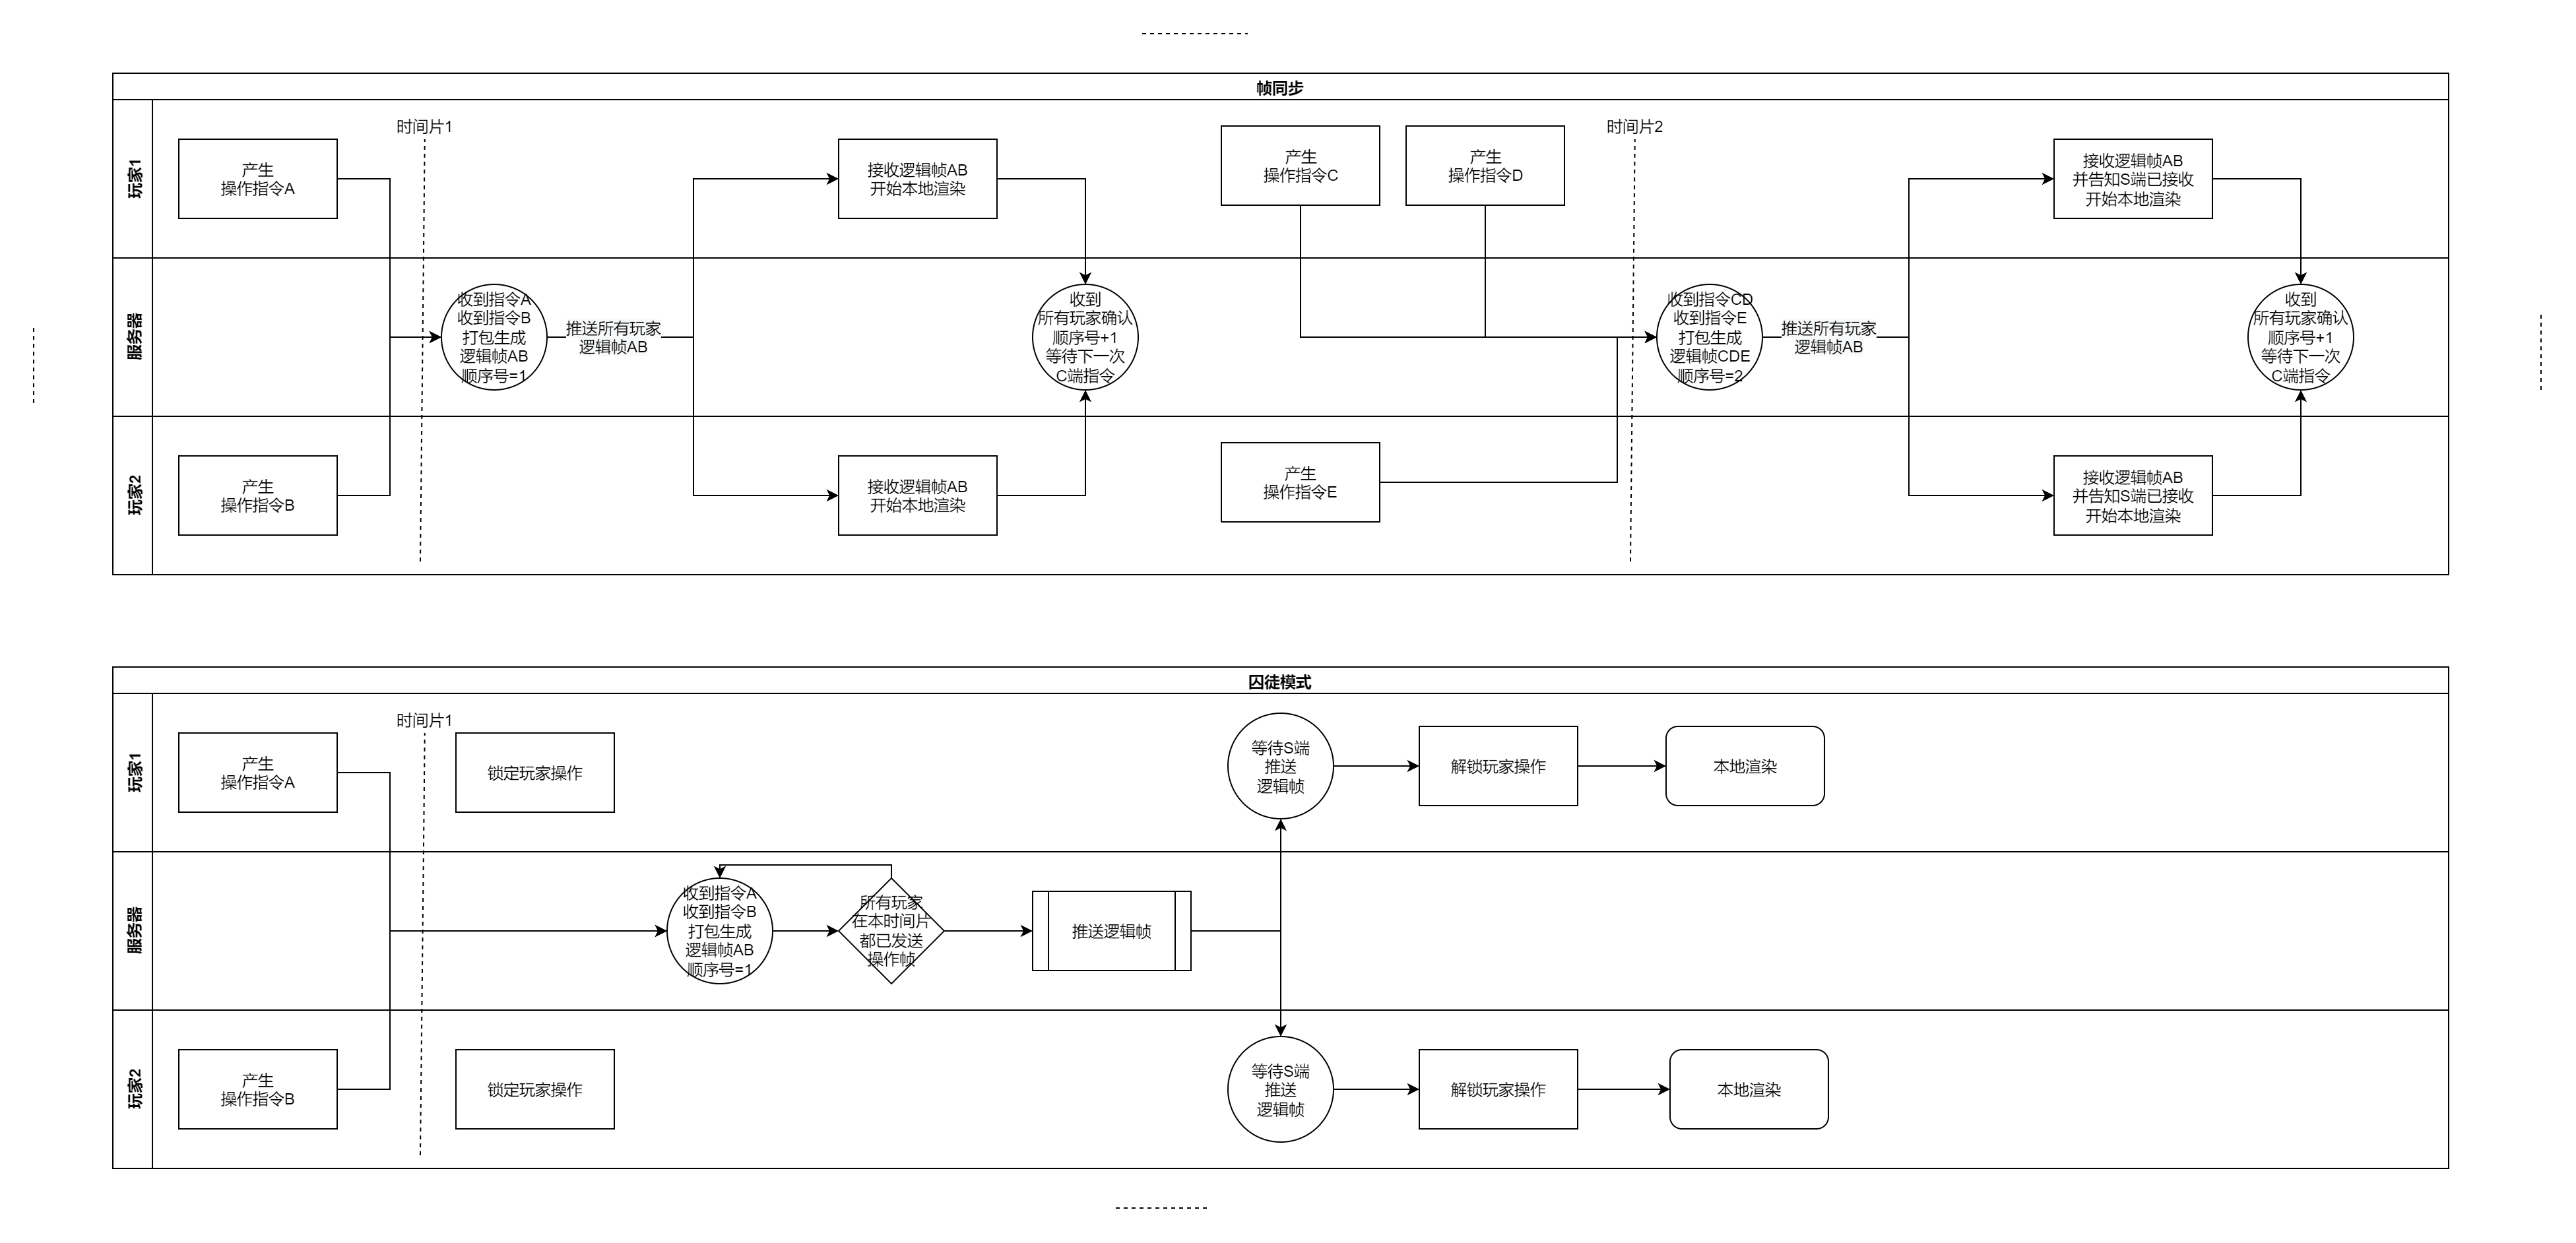 帧同步
玩家1
时间片1
时间片2
产生
操作指令A
接收逻辑帧AB
开始本地渲染
产生
操作指令C
产生
操作指令D
接收逻辑帧AB
并告知S端已接收
开始本地渲染
服务器
收到指令A
收到指令B
打包生成
逻辑帧AB
顺序号=1
推送所有玩家
逻辑帧AB
收到
所有玩家确认
顺序号+1
等待下一次
C端指令
收到指令CD
收到指令E
打包生成
逻辑帧CDE
顺序号=2
推送所有玩家
逻辑帧AB
收到
所有玩家确认
顺序号+1
等待下一次
C端指令
玩家2
产生
操作指令B
接收逻辑帧AB
开始本地渲染
产生
操作指令E
接收逻辑帧AB
并告知S端已接收
开始本地渲染
囚徒模式
玩家1
时间片1
产生
操作指令A
锁定玩家操作
等待S端
推送
逻辑帧
解锁玩家操作
本地渲染
服务器
收到指令A
收到指令B
打包生成
逻辑帧AB
顺序号=1
所有玩家
在本时间片
都已发送
操作帧
推送逻辑帧
玩家2
产生
操作指令B
锁定玩家操作
等待S端
推送
逻辑帧
解锁玩家操作
本地渲染